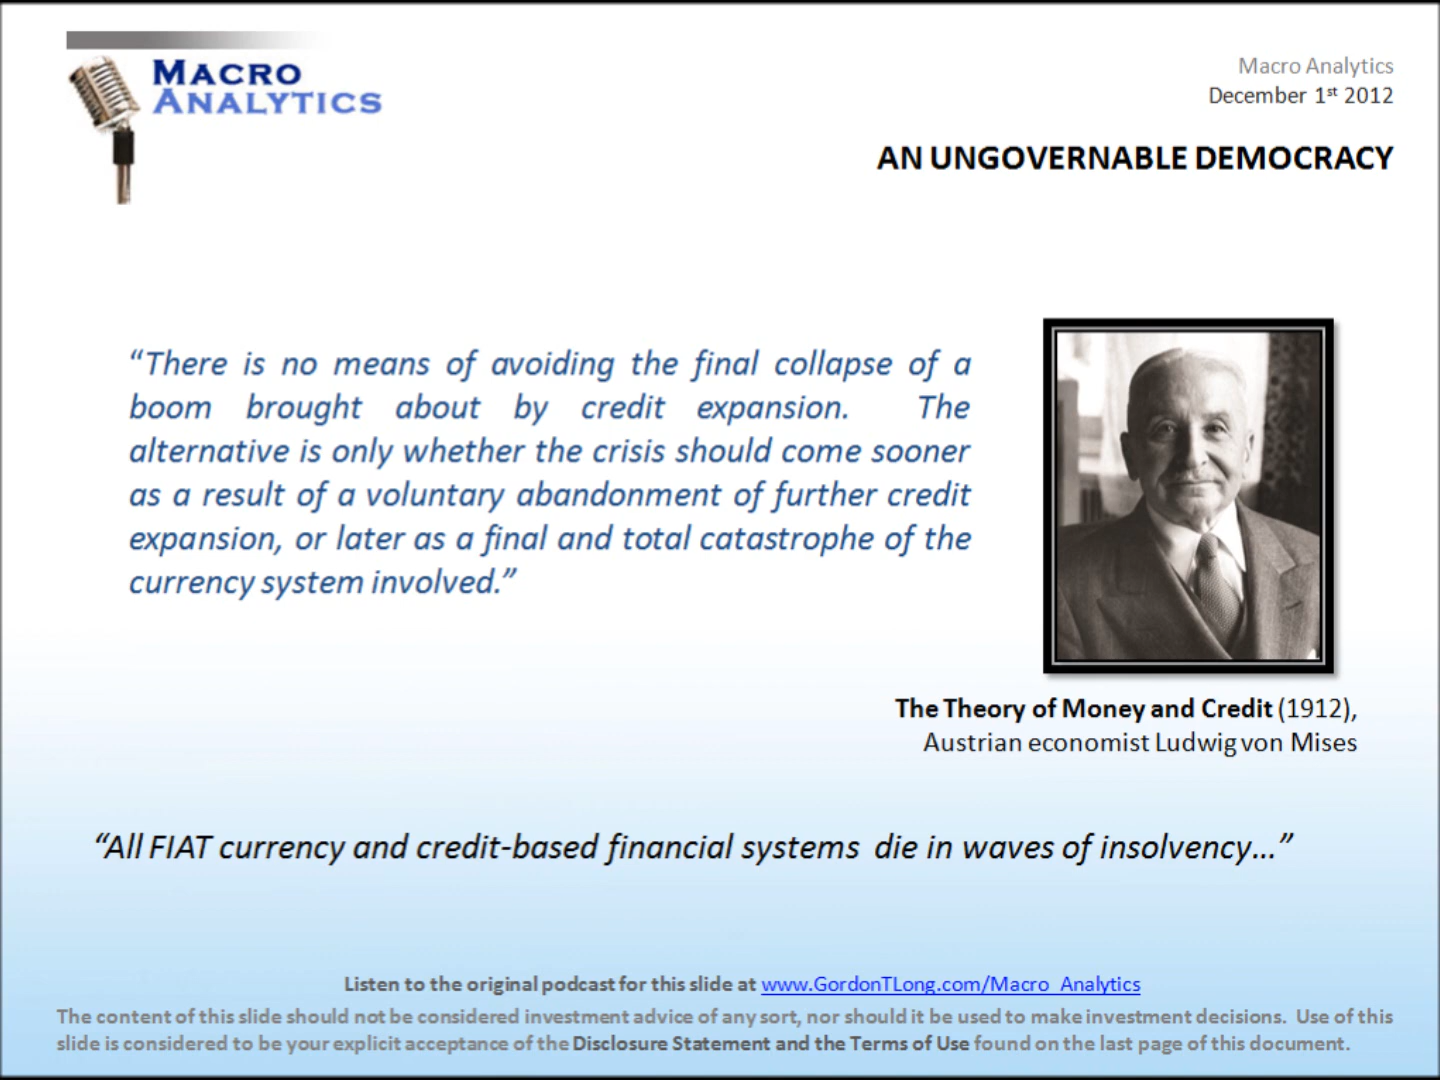 MACRO
ANALYTICS
Macro Analytics
December 1st 2012
AN UNGOVERNABLE DEMOCRACY
“There is no means of avoiding the final collapse of a
boom brought about by credit expansion. The
alternative is only whether the crisis should come sooner
as a result of a voluntary abandonment of further credit
expansion, or later as a final and total catastrophe of the
currency system involved.”
The Theory of Money and Credit (1912),
Austrian economist Ludwig von Mises
“All FIAT currency and credit-based financial systems die in waves of insolvency...”
Listen to the original podcast for this slide at www.GordonTLong.com/Macro_Analytics
The content of this slide should not be considered investment advice of any sort, nor should it be used to make investment decisions. Use of this
slide is considered to be your explicit acceptance of the Disclosure Statement and the Terms of Use found on the last page of this document.